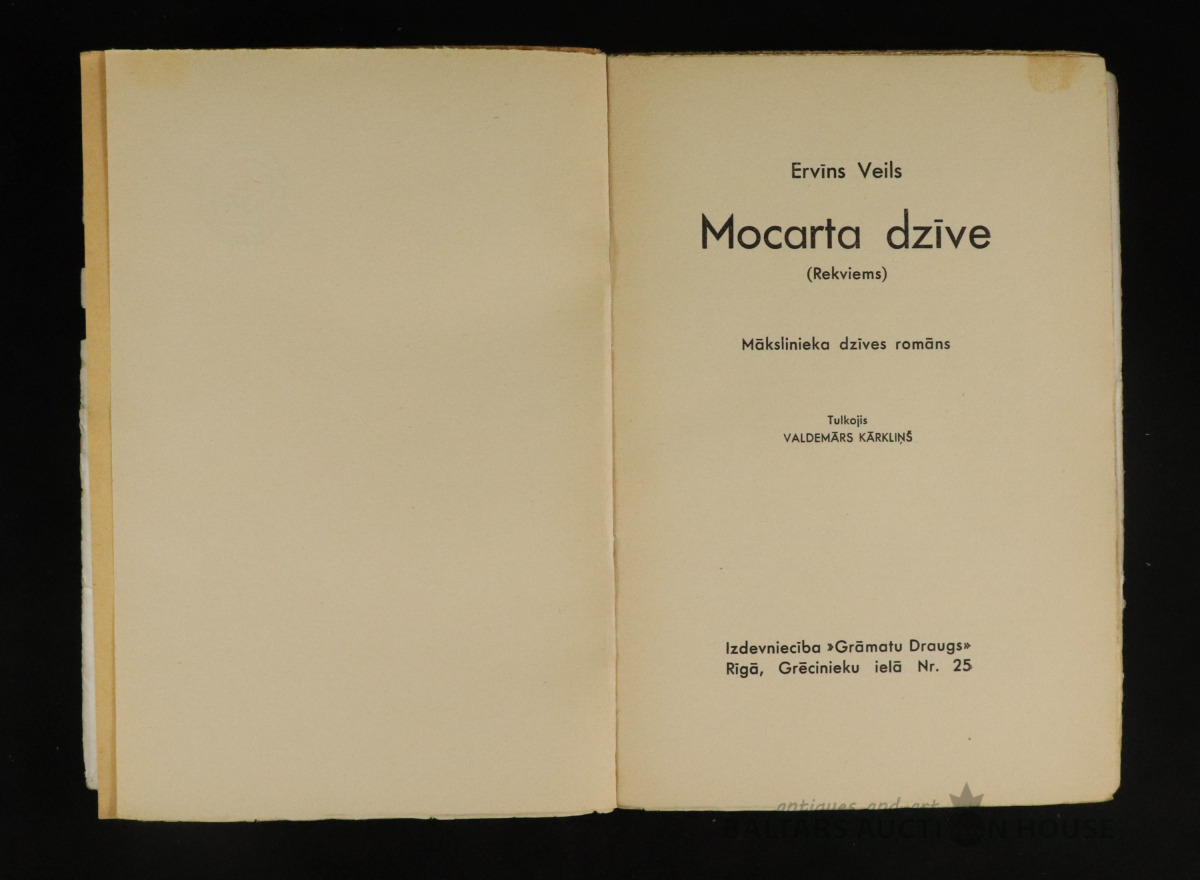 Ervīns Veils
Mocarta dzīve
(Rekviems)
Mākslinieka dzīves romāns
Tulkojis
VALDEMĀRS KĀRKLIŅŠ
Izdevniecība »Grāmatu Draugs»
Rīgā, Grēcinieku ielā Nr. 25
antiques and art
BALTARS AUCTION HOUSE